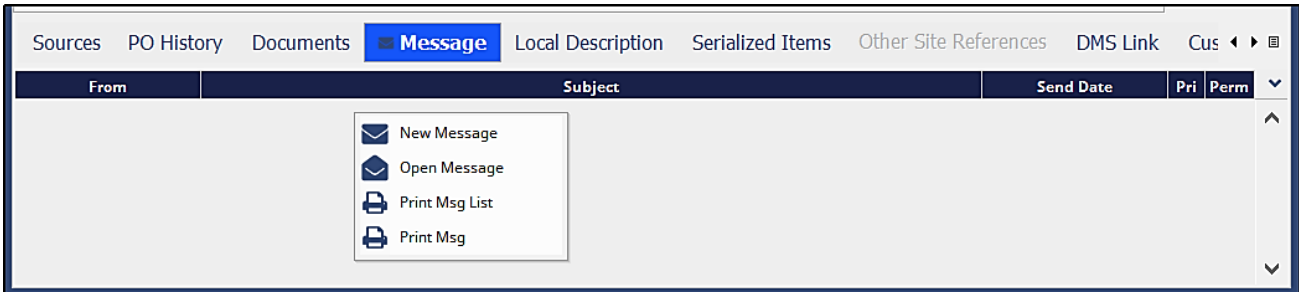 Sources PO History Documents Message Local Description Serialized Items Other Site References DMS Link Cus
From Subject Send Date Pri Perm
New Message
Open Message
Print Msg List
Print Msg